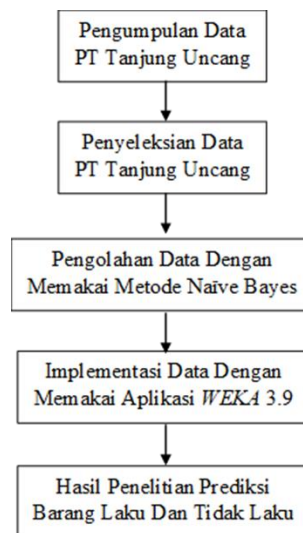 Pengumpulan Data
PT Tanjung Uncang
Penyeleksian Data
PT Tanjung Uncang
Pengolahan Data Dengan
Memakai Metode Naïve Bayes
Implementasi Data Dengan
Memakai Aplikasi WEKA 3.9
Hasil Penelitian Prediksi
Barang Laku Dan Tidak Laku